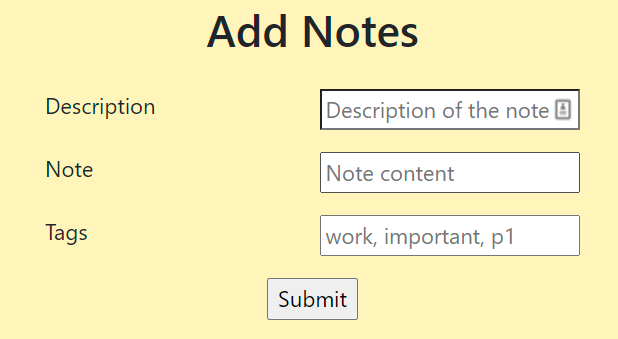 Add Notes
Description Description of the note
Note Note content
Tags work, important, p1
Submit